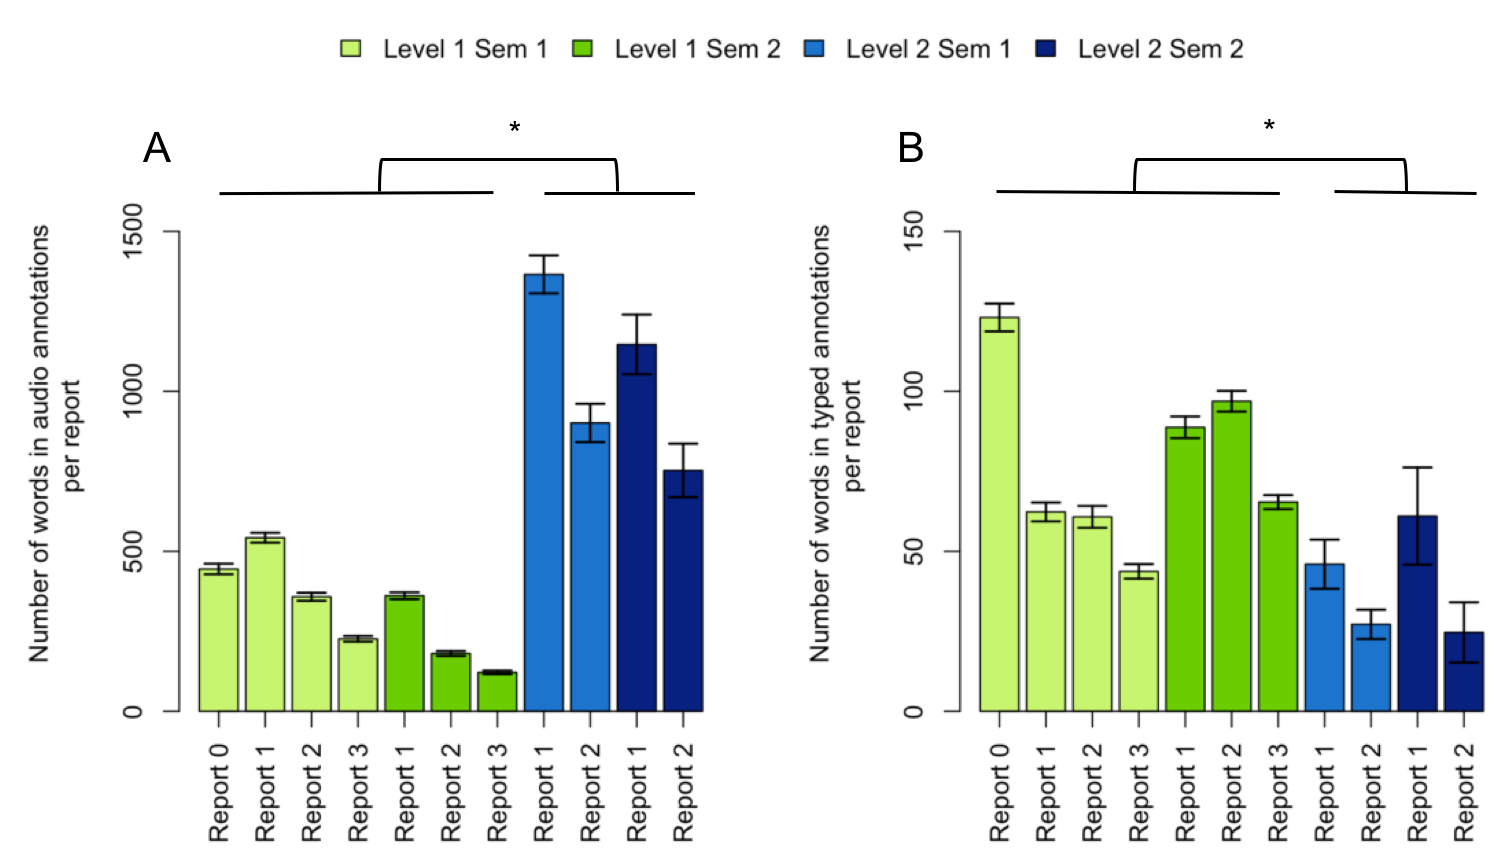 Level 1 Sem 1 Level 1 Sem 2 Level 2 Sem 1 Level 2 Sem 2
A
*
Number of words in audio annotations
per report
1500
1000
500
0
Report 0
Report 1
Report 2
Report 3
Report 1
Report 2
Report 3
Report 1
Report 2
Report 1
Report 2
B
*
Number of words in typed annotations
per report
150
100
50
0
Report 0
Report 1
Report 2
Report 3
Report 1
Report 2
Report 3
Report 1
Report 2
Report 1
Report 2